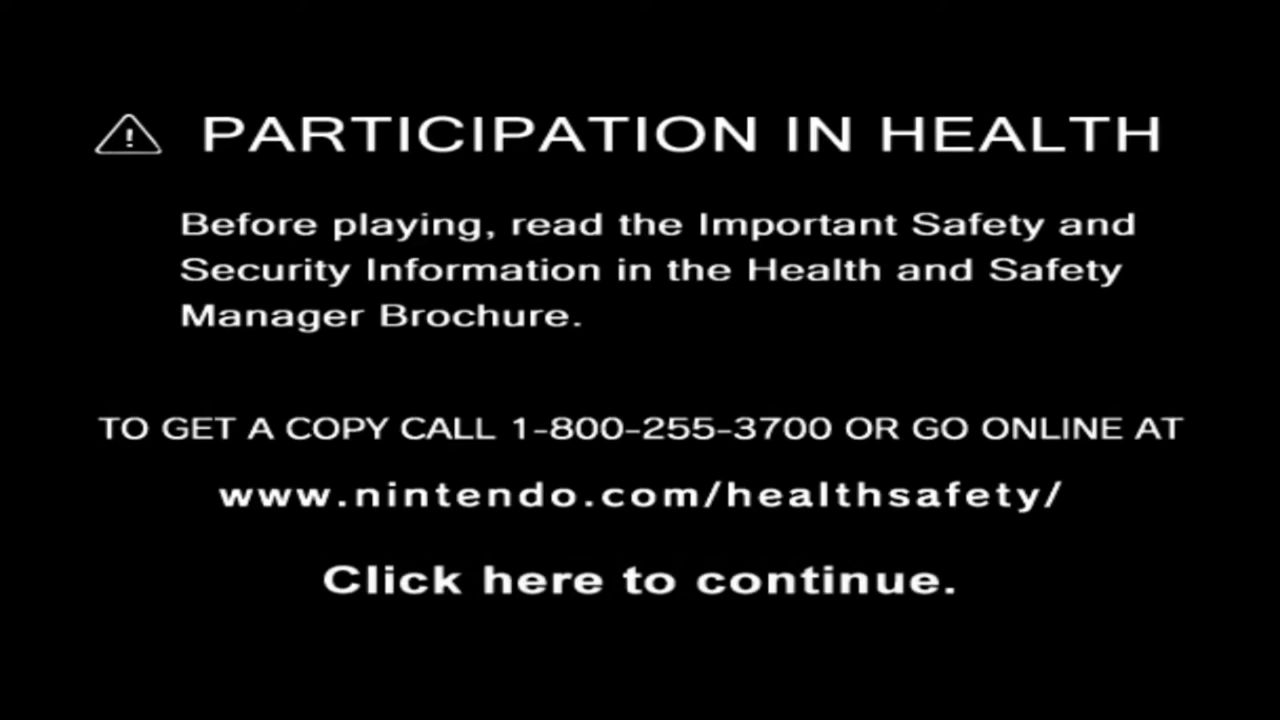 PARTICIPATION IN HEALTH
Before playing, read the Important Safety and
Security Information in the Health and Safety
Manager Brochure.
TO GET A COPY CALL 1-800-255-3700 OR GO ONLINE AT
www.nintendo.com/healthsafety/
Click here to continue.